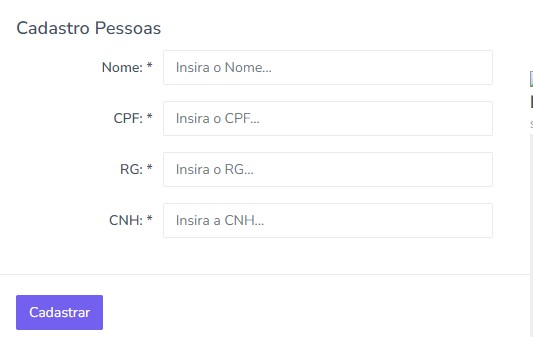 Cadastro Pessoas
Nome: * Insira o Nome...
CPF: * Insira o CPF...
RG: * Insira o RG...
CNH: * Insira a CNH...
Cadastrar